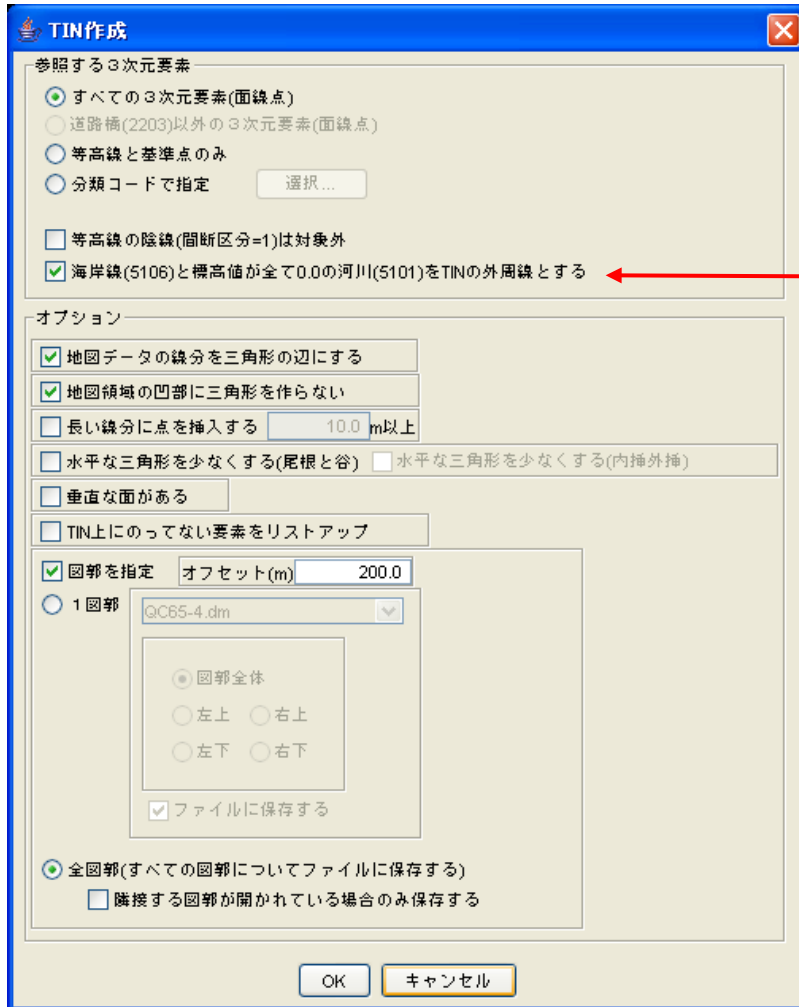 TIN作成
参照する3次元要素
すべての3次元要素(面線点)
道路橋(2203)以外の3次元要素(面線点)
等高線と基準点のみ
分類コードで指定 選択...
等高線の陰線(間断区分=1)は対象外
海岸線(5106)と標高値が全て0.0の河川(5101)をTINの外周線とする
オプション
地図データの線分を三角形の辺にする
地図領域の凹部に三角形を作らない
長い線分に点を挿入する 10.0 m以上
水平な三角形を少なくする(尾根と谷) 水平な三角形を少なくする(内挿外挿)
垂直な面がある
TIN上にのってない要素をリストアップ
図郭を指定 オフセット(m) 200.0
1図郭 QC65-4.dm
図郭全体
左上 右上
左下 右下
ファイルに保存する
全図郭(すべての図郭についてファイルに保存する)
隣接する図郭が開かれている場合のみ保存する
OK キャンセル